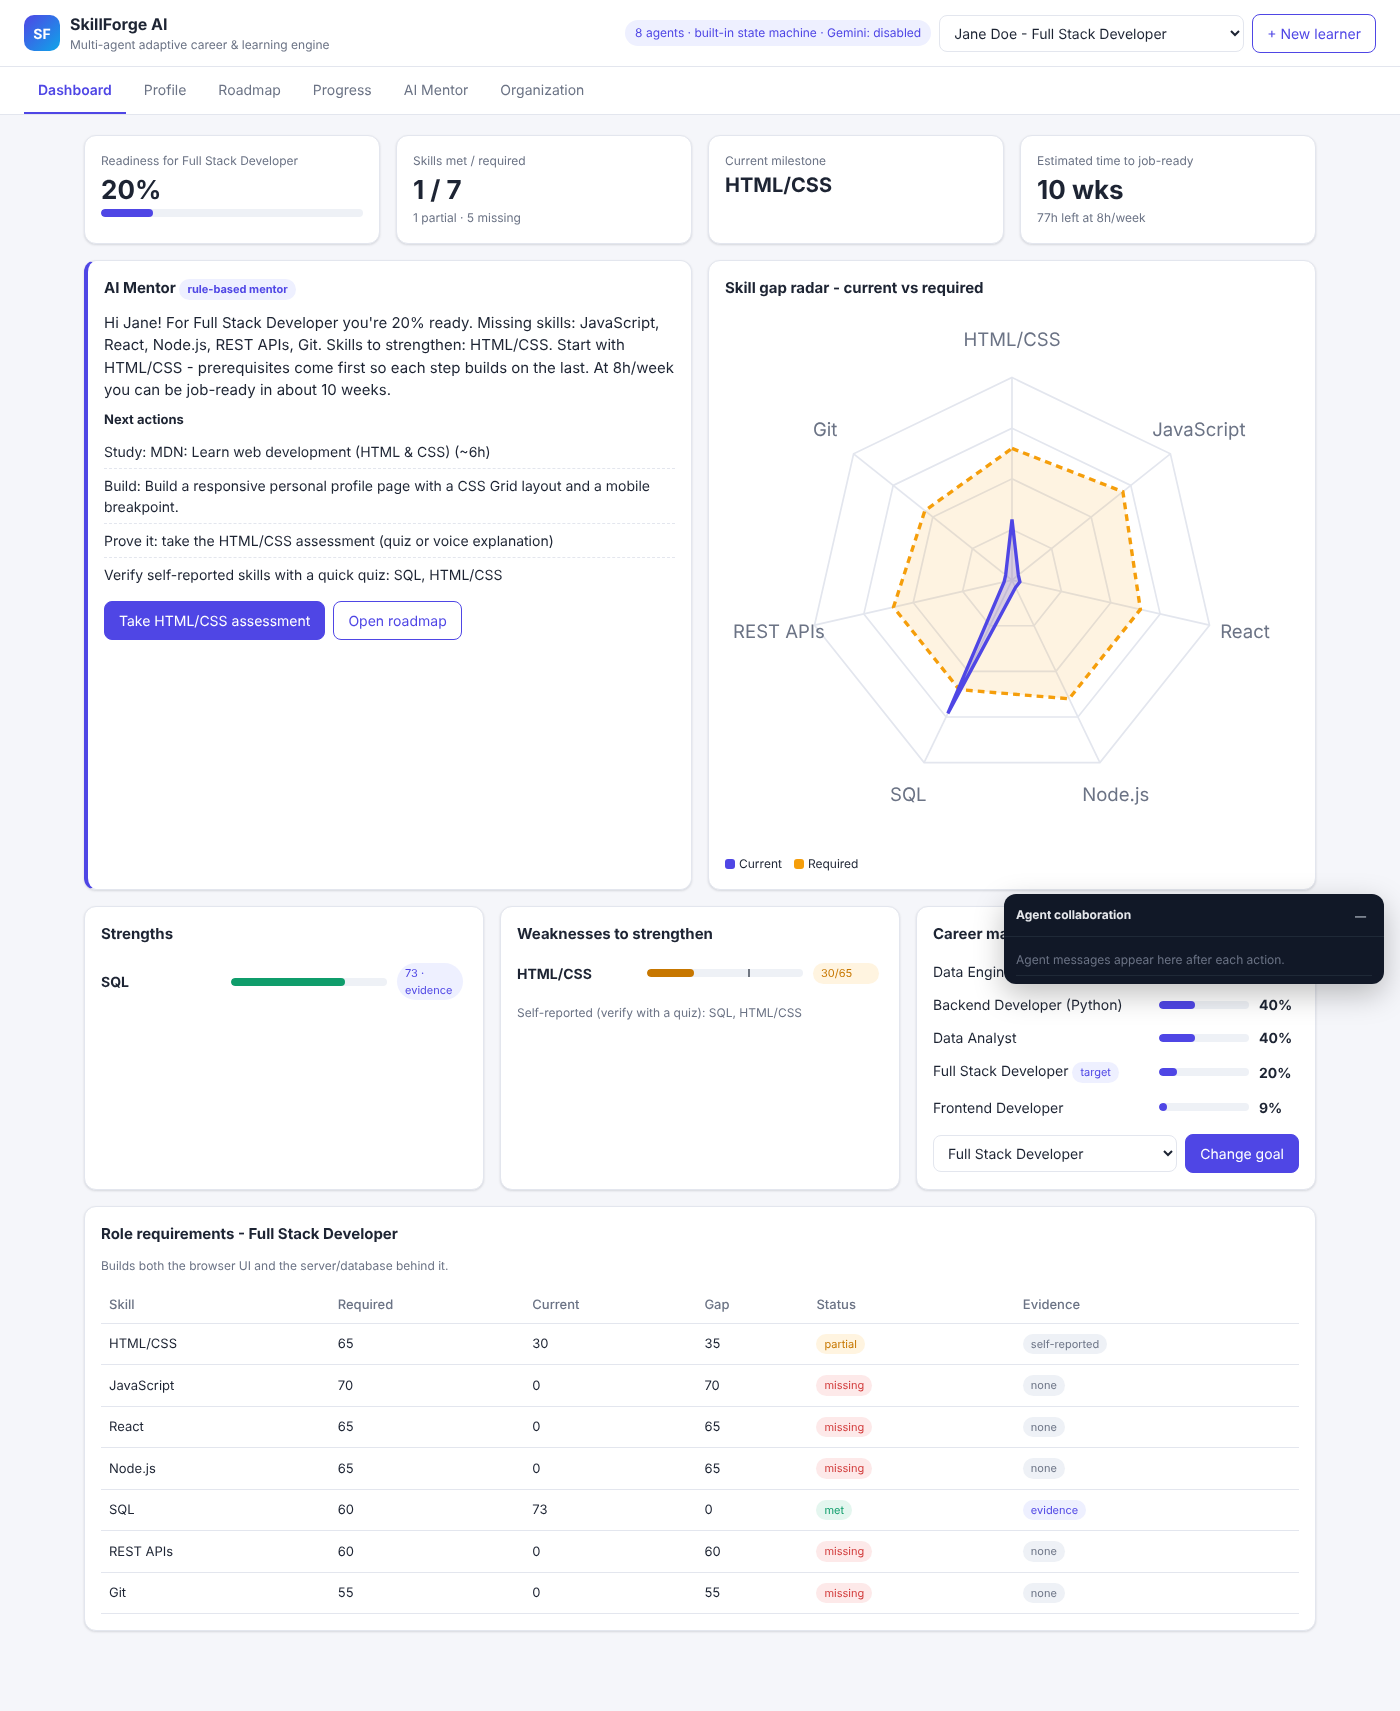 SF
SkillForge AI
Multi-agent adaptive career & learning engine
8 agents · built-in state machine · Gemini: disabled
Jane Doe - Full Stack Developer
+ New learner
Dashboard
Profile
Roadmap
Progress
AI Mentor
Organization
Readiness for Full Stack Developer
20%
Skills met / required
1 / 7
1 partial · 5 missing
Current milestone
HTML/CSS
Estimated time to job-ready
10 wks
77h left at 8h/week
AI Mentor rule-based mentor
Hi Jane! For Full Stack Developer you're 20% ready. Missing skills: JavaScript,
React, Node.js, REST APIs, Git. Skills to strengthen: HTML/CSS. Start with
HTML/CSS - prerequisites come first so each step builds on the last. At 8h/week
you can be job-ready in about 10 weeks.
Next actions
Study: MDN: Learn web development (HTML & CSS) (~6h)
Build: Build a responsive personal profile page with a CSS Grid layout and a mobile
breakpoint.
Prove it: take the HTML/CSS assessment (quiz or voice explanation)
Verify self-reported skills with a quick quiz: SQL, HTML/CSS
Take HTML/CSS assessment
Open roadmap
Skill gap radar - current vs required
HTML/CSS
JavaScript
React
Node.js
SQL
REST APIs
Git
Current
Required
Strengths
SQL
73 ·
evidence
Weaknesses to strengthen
HTML/CSS
30/65
Self-reported (verify with a quiz): SQL, HTML/CSS
Career
Data
Agent collaboration
—
Agent messages appear here after each action.
Backend Developer (Python) 40%
Data Analyst 40%
Full Stack Developer target 20%
Frontend Developer 9%
Full Stack Developer
Change goal
Role requirements - Full Stack Developer
Builds both the browser UI and the server/database behind it.
Skill Required Current Gap Status Evidence
HTML/CSS 65 30 35 partial self-reported
JavaScript 70 0 70 missing none
React 65 0 65 missing none
Node.js 65 0 65 missing none
SQL 60 73 0 met evidence
REST APIs 60 0 60 missing none
Git 55 0 55 missing none